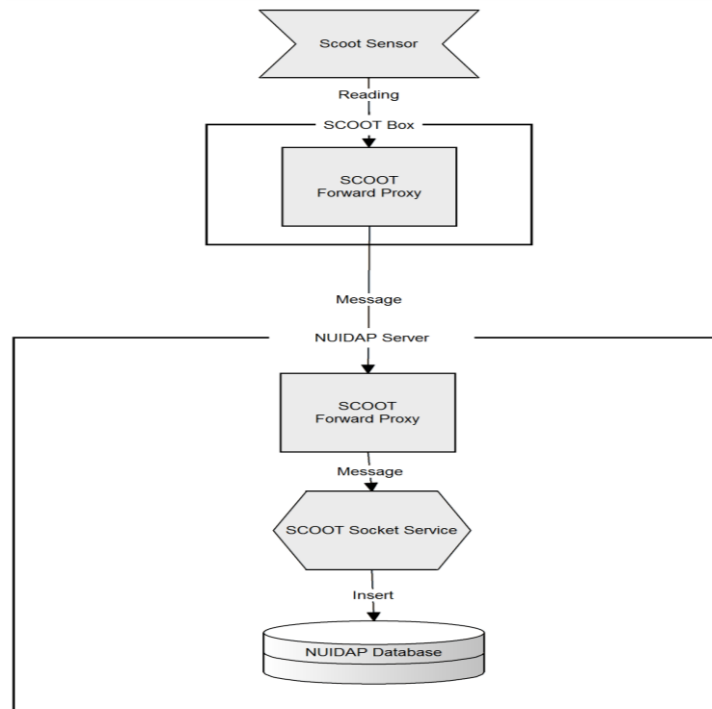 Scoot Sensor
Reading
SCOOT Box
SCOOT
Forward Proxy
Message
NUIDAP Server
SCOOT
Forward Proxy
Message
SCOOT Socket Service
Insert
NUIDAP Database